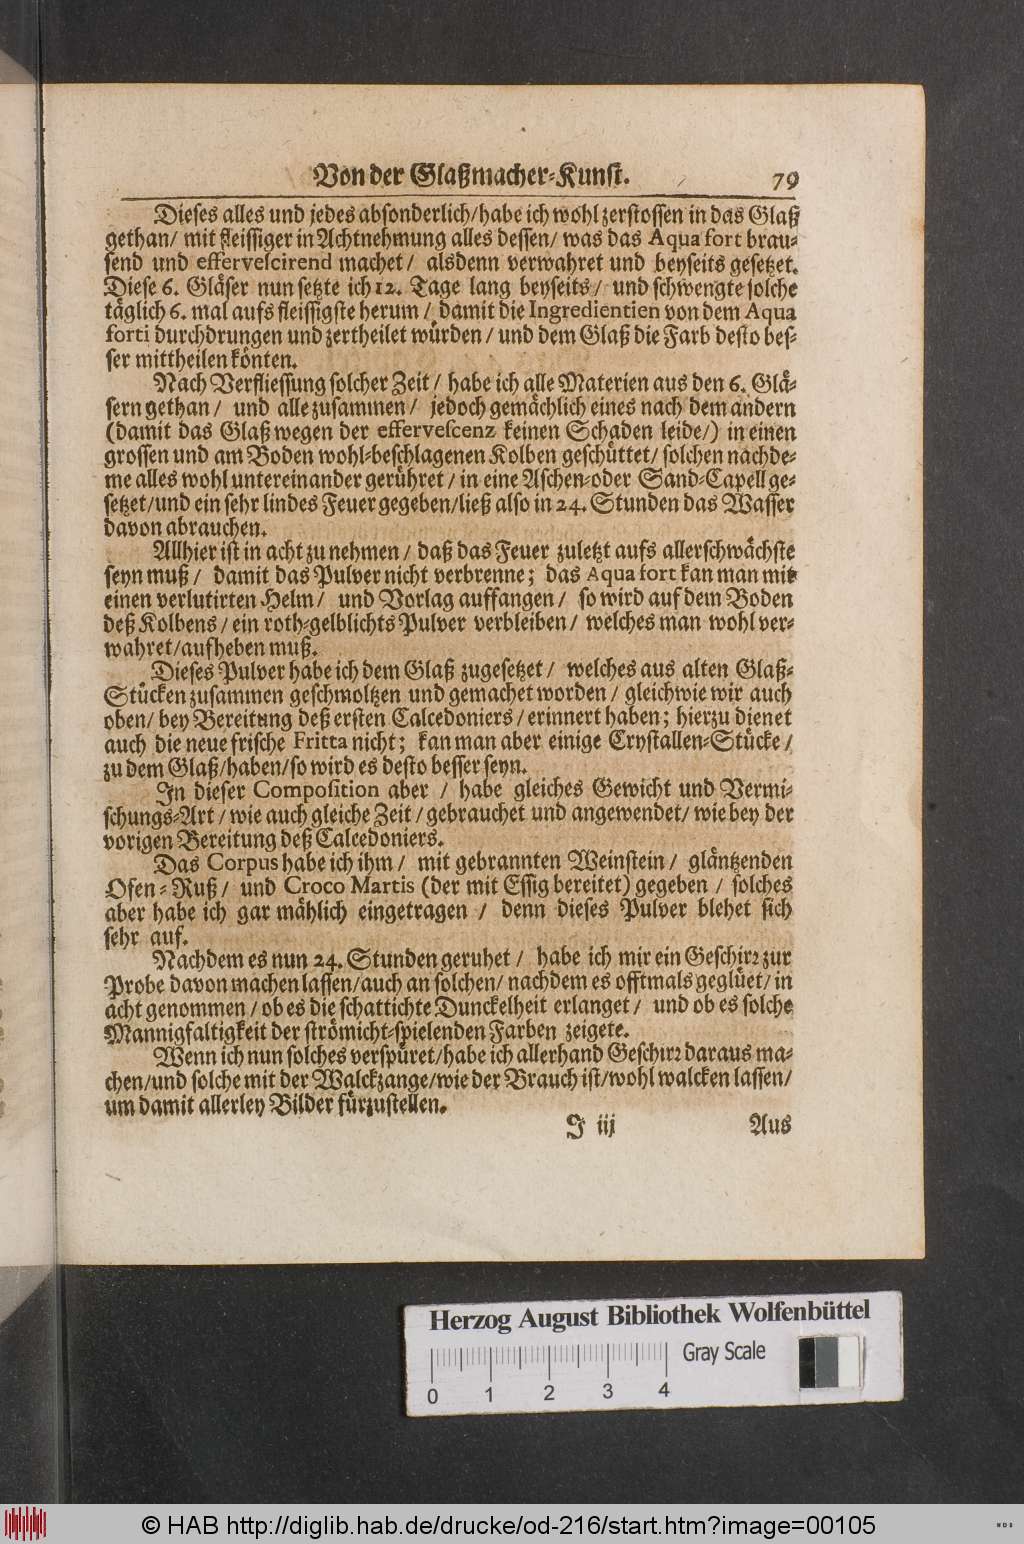 Von der Glaßmacher-Kunst. 79
Dieses alles und jedes absonderlich/habe ich wohl zerstossen in das Glaß
gethan/ mit fleissiger in Achtnehmung alles dessen/ was das Aqua fort brau-
send und effervescirend machet/ alsdenn verwahret und beyseits gesetzet.
Diese 6. Gläser nun setzte ich 12. Tage lang beyseits/ und schwengte solche
täglich 6. mal aufs fleissigste herum/ damit die Ingredientien von dem Aqua
forti durchdrungen und zertheilet würden/ und dem Glaß die Farb desto bes-
ser mittheilen könten.
Nach Verfliessung solcher Zeit/ habe ich alle Materien aus den 6. Glä-
sern gethan/ und alle zusammen/ jedoch gemächlich eines nach dem andern
(damit das Glaß wegen der effervescenz keinen Schaden leide/) in einen
grossen und am Boden wohl-beschlagenen Kolben geschüttet/ solchen nachde-
me alles wohl untereinander gerühret/ in eine Aschen-oder Sand-Capell ge-
setzet/und ein sehr lindes Feuer gegeben/ließ also in 24. Stunden das Wasser
davon abrauchen.
Allhier ist in acht zu nehmen/ daß das Feuer zuletzt aufs allerschwächste
seyn muß/ damit das Pulver nicht verbrenne; das Aqua fort kan man mit
einen verlutirten Helm/ und Vorlag auffangen/ so wird auf dem Boden
deß Kolbens/ ein roth-gelblichts Pulver verbleiben/ welches man wohl ver-
wahret/aufheben muß.
Dieses Pulver habe ich dem Glaß zugesetzet/ welches aus alten Glaß-
Stücken zusammen geschmoltzen und gemachet worden/ gleichwie wir auch
oben/ bey Bereitung deß ersten Calcedoniers/ erinnert haben; hierzu dienet
auch die neue frische Fritta nicht; kan man aber einige Crystallen-Stücke/
zu dem Glaß/haben/so wird es desto besser seyn.
In dieser Composition aber/ habe gleiches Gewicht und Vermi-
schungs-Art/ wie auch gleiche Zeit/ gebrauchet und angewendet/ wie bey der
vorigen Bereitung deß Calcedoniers.
Das Corpus habe ich ihm/ mit gebrannten Weinstein/ gläntzenden
Ofen-Ruß/ und Croco Martis (der mit Essig bereitet) gegeben/ solches
aber habe ich gar mählich eingetragen/ denn dieses Pulver blehet sich
sehr auf.
Nachdem es nun 24. Stunden geruhet/ habe ich mir ein Geschirr zur
Probe davon machen lassen/auch an solchen/ nachdem es offtmals geglüet/ in
acht genommen/ ob es die schattichte Dunckelheit erlanget/ und ob es solche
Mannigfaltigkeit der strömicht-spielenden Farben zeigete.
Wenn ich nun solches verspüret/habe ich allerhand Geschirr daraus ma-
chen/und solche mit der Walckzange/wie der Brauch ist/wohl walcken lassen/
um damit allerley Bilder fürzustellen.
J iij Aus
Herzog August Bibliothek Wolfenbüttel
Gray Scale
0 1 2 3 4
© HAB http://diglib.hab.de/drucke/od-216/start.htm?image=00105